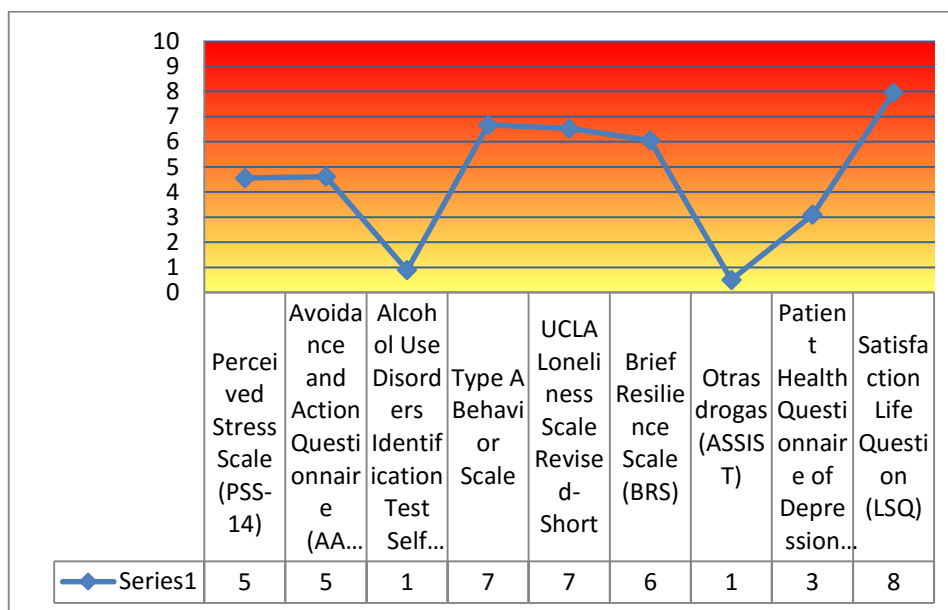 10
9
8
7
6
5
4
3
2
1
0
Percei
ved
Stress
Scale
(PSS-
14)
Avoida
nce
and
Action
Questi
onnair
e
(AA...
Alcoh
ol Use
Disord
ers
Identif
ication
Test
Self...
Type A
Behavi
or
Scale
UCLA
Loneli
ness
Scale
Revise
d-
Short
Brief
Resilie
nce
Scale
(BRS)
Otras
drogas
(ASSIS
T)
Patien
t
Health
Questi
onnair
e of
Depre
ssion...
Satisfa
ction
Life
Questi
on
(LSQ)
Series1 5 5 1 7 7 6 1 3 8